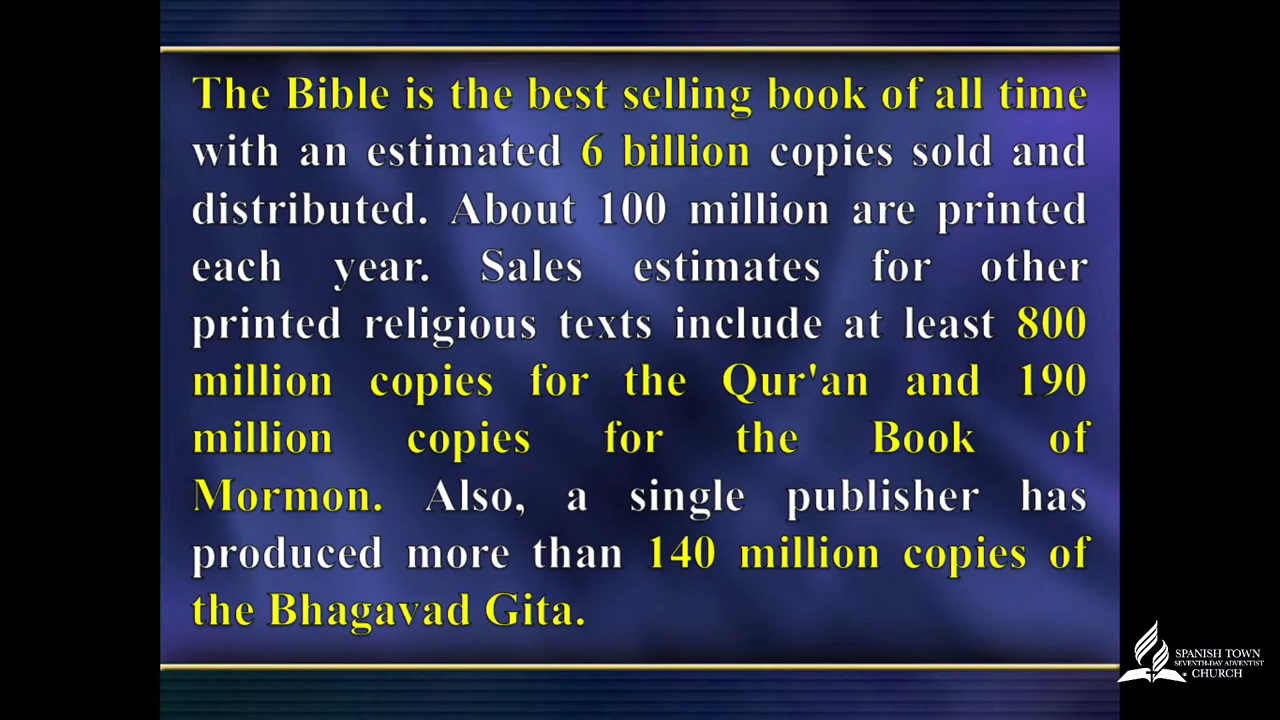 The Bible is the best selling book of all time
with an estimated 6 billion copies sold and
distributed. About 100 million are printed
each year. Sales estimates for other
printed religious texts include at least 800
million copies for the Qur'an and 190
million copies for the Book of
Mormon. Also, a single publisher has
produced more than 140 million copies of
the Bhagavad Gita.
SPANISH TOWN
SEVENTH-DAY ADVENTIST
CHURCH